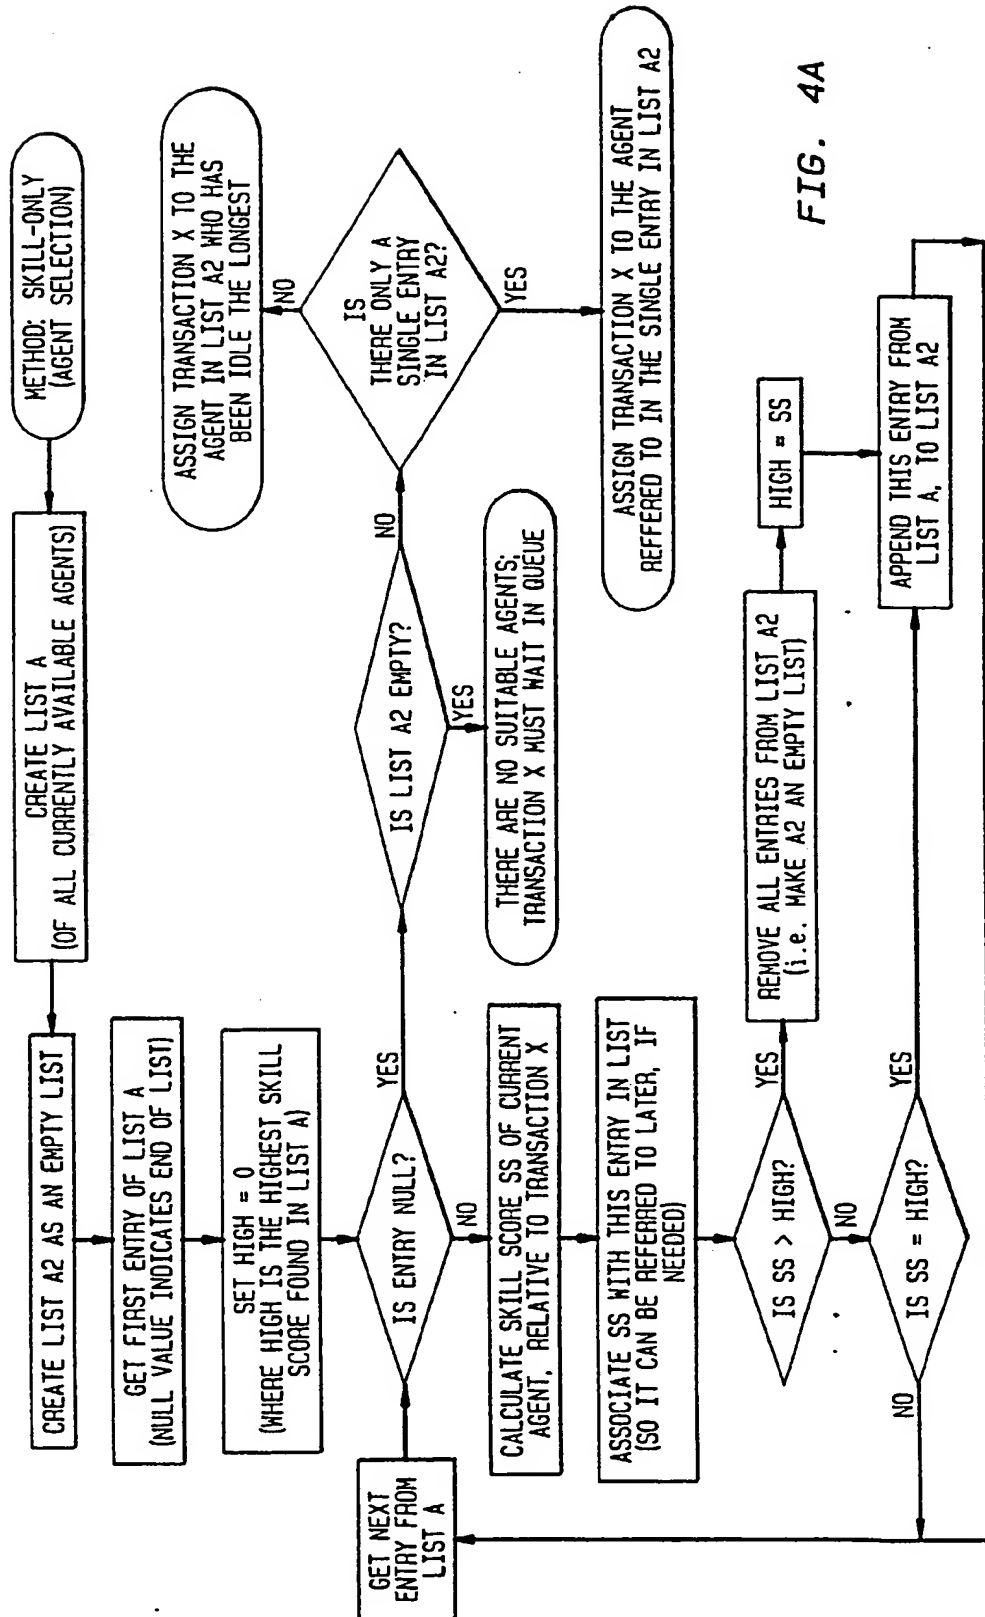 METHOD: SKILL-ONLY
(AGENT SELECTION)
CREATE LIST A
(OF ALL CURRENTLY AVAILABLE AGENTS)
CREATE LIST A2 AS AN EMPTY LIST
GET FIRST ENTRY OF LIST A
(NULL VALUE INDICATES END OF LIST)
SET HIGH = 0
(WHERE HIGH IS THE HIGHEST SKILL
SCORE FOUND IN LIST A)
GET NEXT
ENTRY FROM
LIST A
IS ENTRY NULL?
YES
NO
IS LIST A2 EMPTY?
NO
YES
THERE ARE NO SUITABLE AGENTS;
TRANSACTION X MUST WAIT IN QUEUE
IS
THERE ONLY A
SINGLE ENTRY
IN LIST A2?
NO
YES
ASSIGN TRANSACTION X TO THE
AGENT IN LIST A2 WHO HAS
BEEN IDLE THE LONGEST
ASSIGN TRANSACTION X TO THE AGENT
REFFERED TO IN THE SINGLE ENTRY IN LIST A2
CALCULATE SKILL SCORE SS OF CURRENT
AGENT, RELATIVE TO TRANSACTION X
ASSOCIATE SS WITH THIS ENTRY IN LIST
(SO IT CAN BE REFERRED TO LATER, IF
NEEDED)
IS SS > HIGH?
YES
NO
REMOVE ALL ENTRIES FROM LIST A2
(i.e. MAKE A2 AN EMPTY LIST)
HIGH = SS
IS SS = HIGH?
YES
NO
APPEND THIS ENTRY FROM
LIST A, TO LIST A2
FIG. 4A